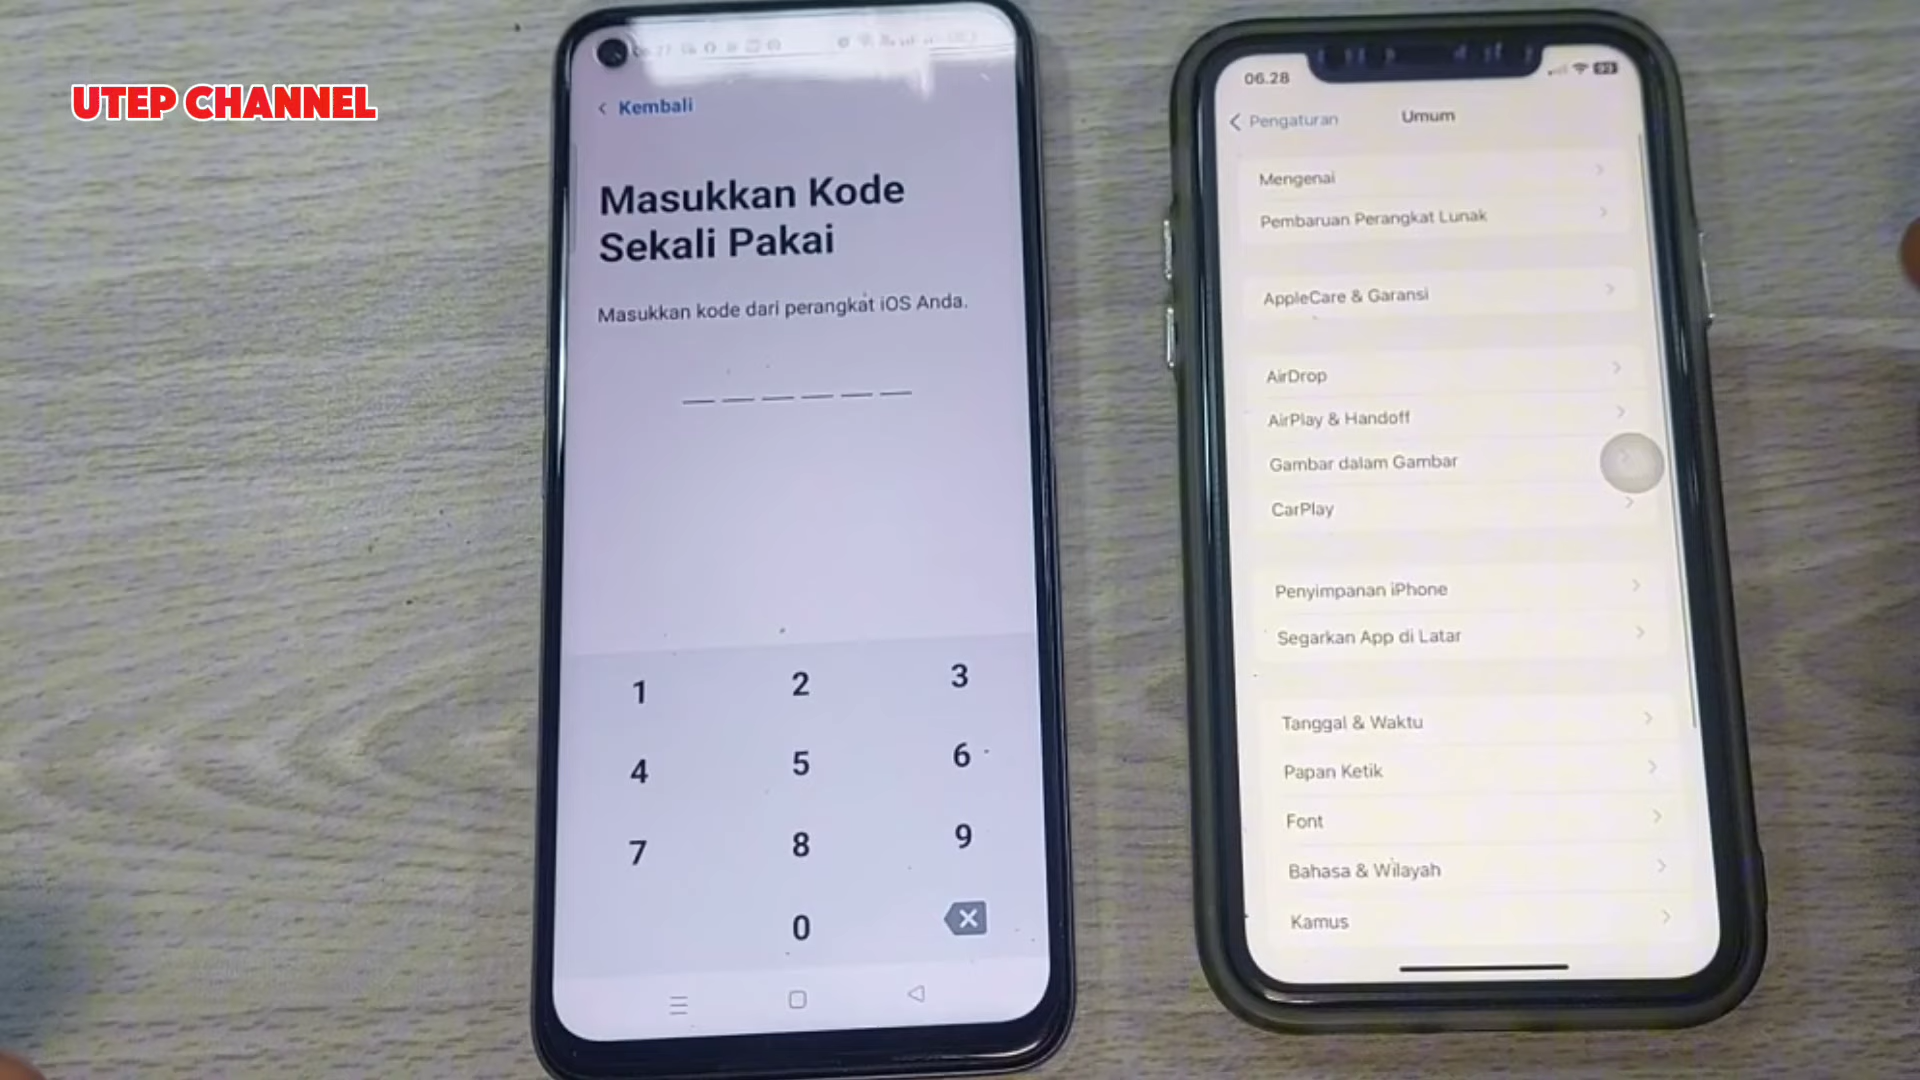 UTEP CHANNEL
Kembali
Masukkan Kode
Sekali Pakai
Masukkan kode dari perangkat iOS Anda.
1 2 3
4 5 6
7 8 9
0
06.28
93
Pengaturan
Umum
Mengenai
Pembaruan Perangkat Lunak
AppleCare & Garansi
AirDrop
AirPlay & Handoff
Gambar dalam Gambar
CarPlay
Penyimpanan iPhone
Segarkan App di Latar
Tanggal & Waktu
Papan Ketik
Font
Bahasa & Wilayah
Kamus